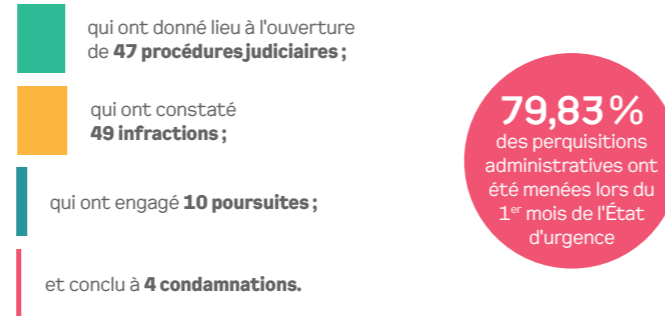 qui ont donné lieu à l'ouverture
de 47 procédures judiciaires ;
qui ont constaté
49 infractions ;
qui ont engagé 10 poursuites ;
et conclu à 4 condamnations.
79,83 %
des perquisitions
administratives ont
été menées lors du
1er mois de l'État
d'urgence